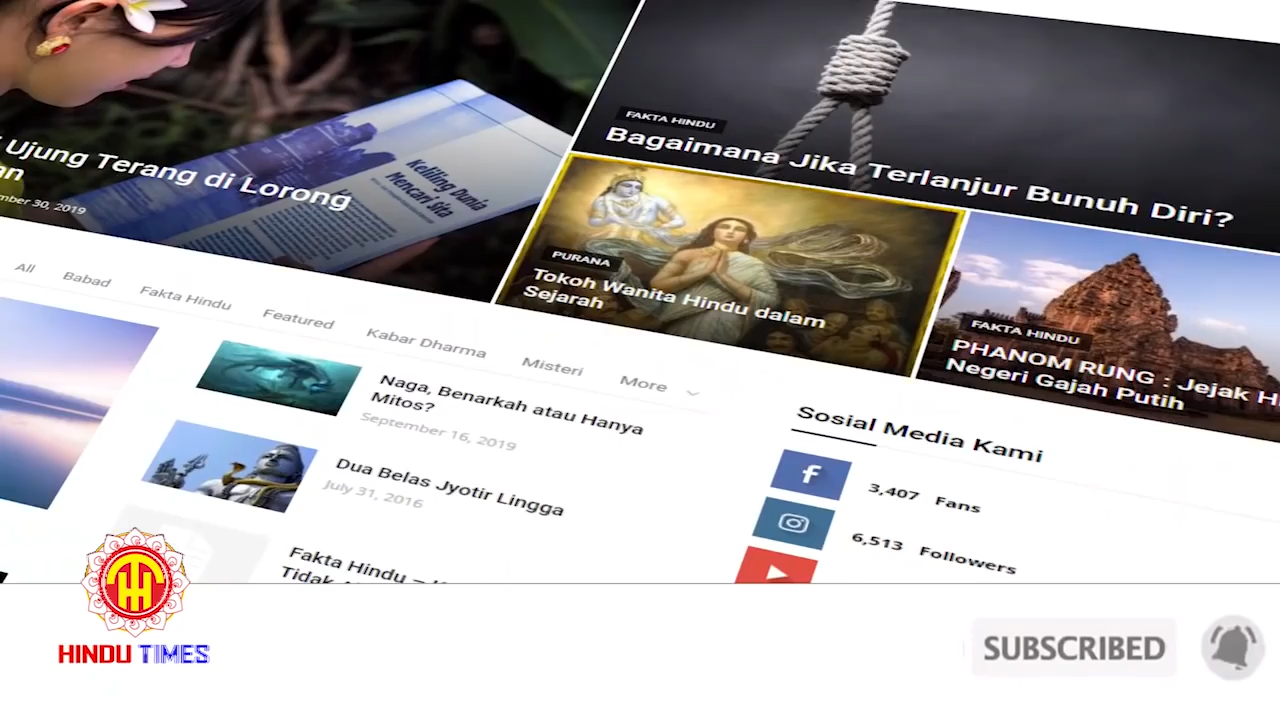 Ujung Terang di Lorong
30, 2019
Keliling Dunia
Mencari Sita
FAKTA HINDU
Bagaimana Jika Terlanjur Bunuh Diri?
PURANA
Tokoh Wanita Hindu dalam
Sejarah
FAKTA HINDU
PHANOM RUNG : Jejak H
Negeri Gajah Putih
All Babad Fakta Hindu Featured Kabar Dharma Misteri More
Naga, Benarkah atau Hanya
Mitos?
September 16, 2019
Dua Belas Jyotir Lingga
July 31, 2016
Fakta Hindu –
Tidak
Sosial Media Kami
3,407 Fans
6,513 Followers
HINDU TIMES
SUBSCRIBED